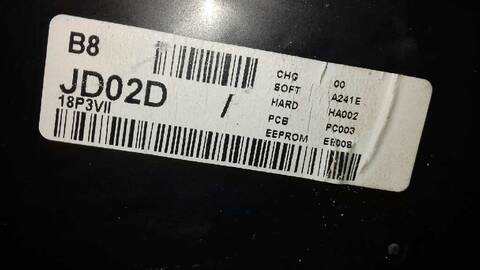 B8
JD02D
18P3VII
/
CHG 00
SOFT A241E
HARD HA002
PCB PC003
EEPROM EE008